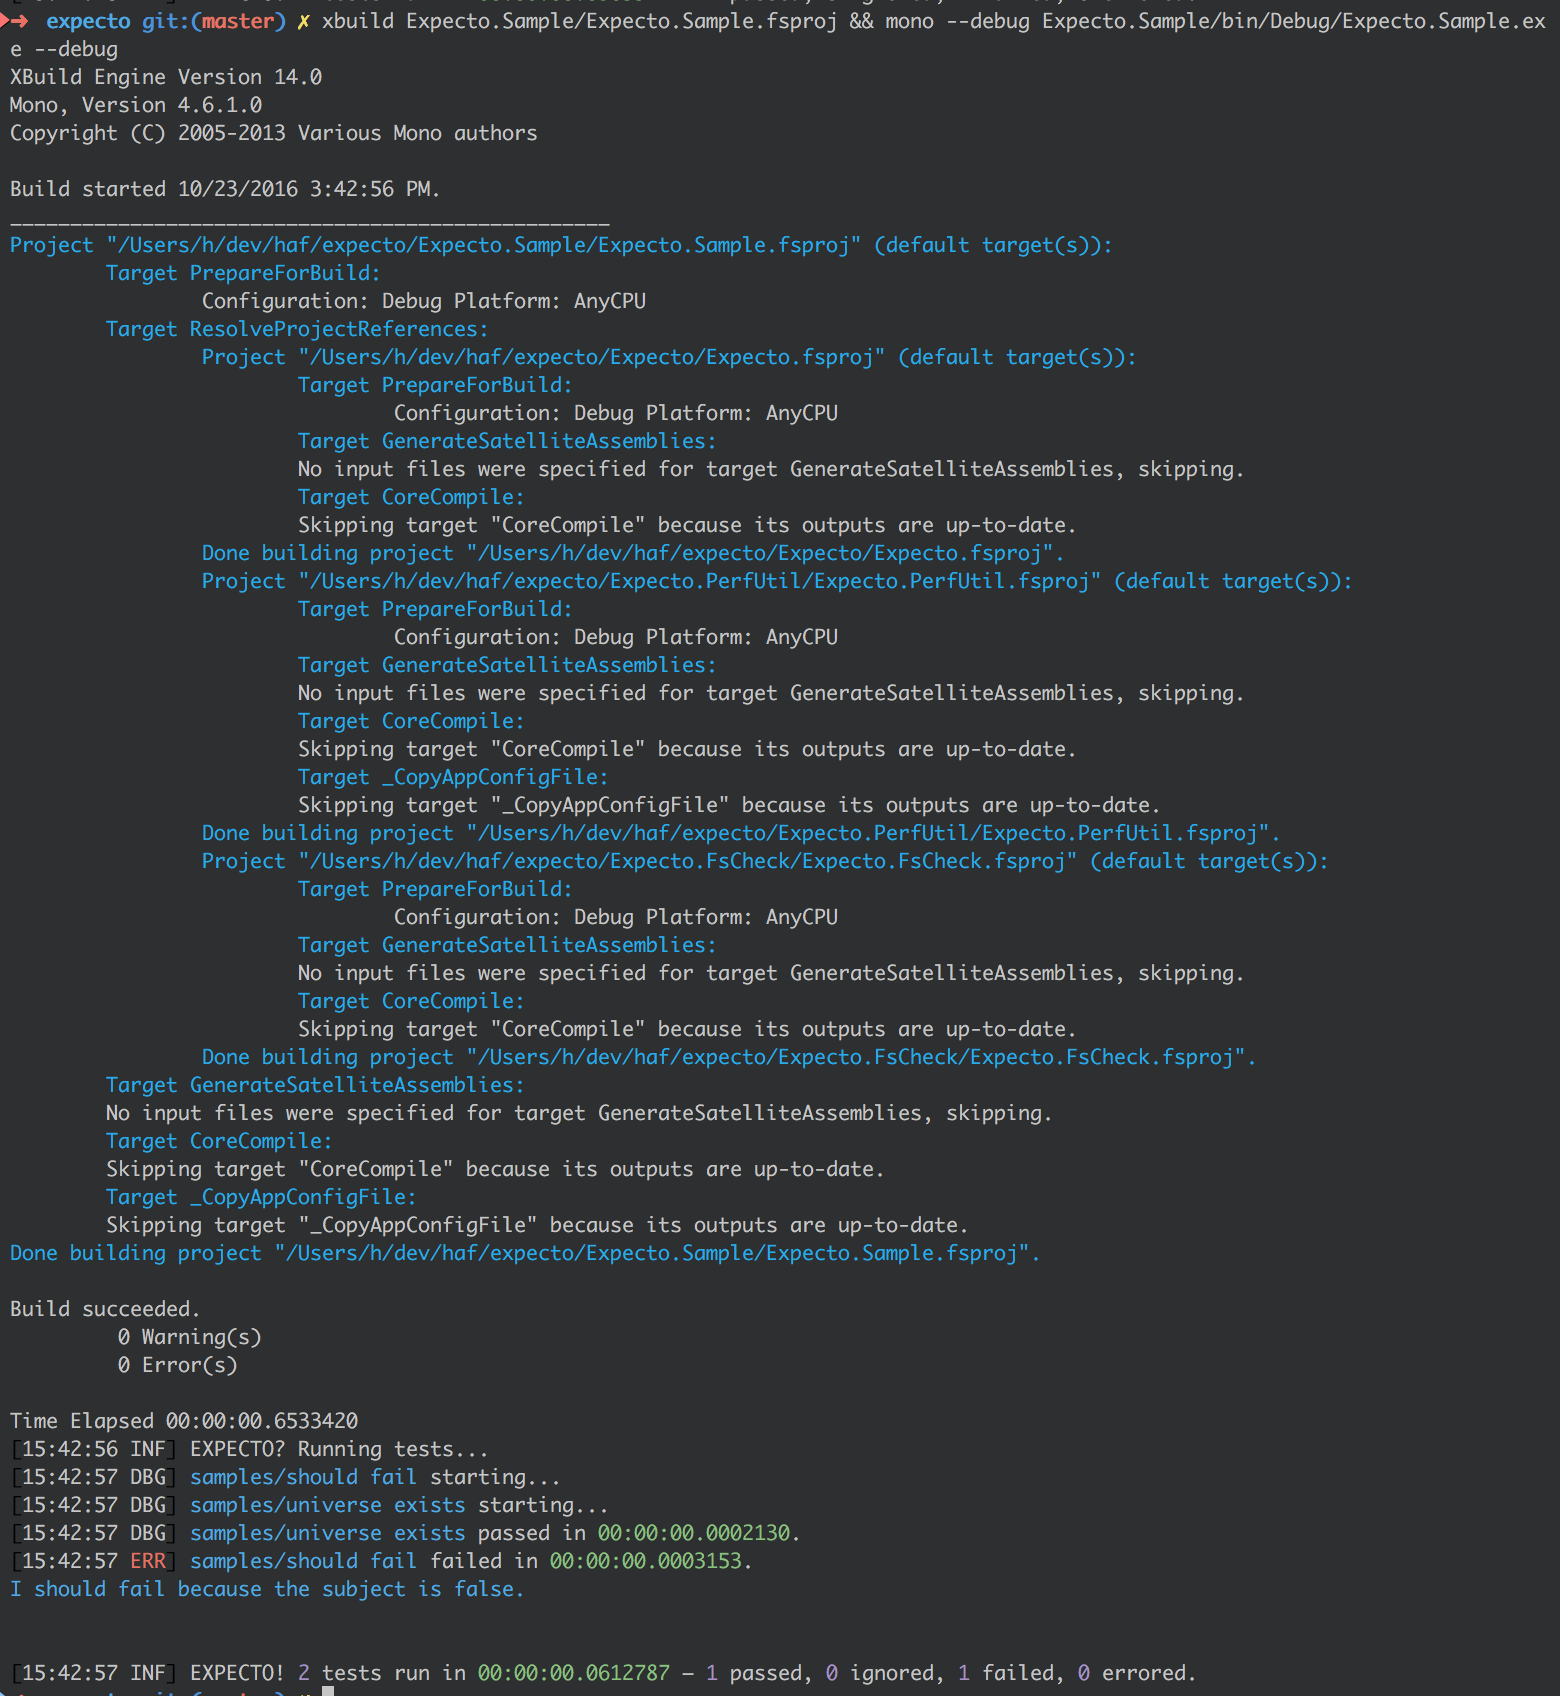 ➜ expecto git:(master) ✗ xbuild Expecto.Sample/Expecto.Sample.fsproj && mono --debug Expecto.Sample/bin/Debug/Expecto.Sample.ex
e --debug
XBuild Engine Version 14.0
Mono, Version 4.6.1.0
Copyright (C) 2005-2013 Various Mono authors
Build started 10/23/2016 3:42:56 PM.
__________________________________________________
Project "/Users/h/dev/haf/expecto/Expecto.Sample/Expecto.Sample.fsproj" (default target(s)):
Target PrepareForBuild:
Configuration: Debug Platform: AnyCPU
Target ResolveProjectReferences:
Project "/Users/h/dev/haf/expecto/Expecto/Expecto.fsproj" (default target(s)):
Target PrepareForBuild:
Configuration: Debug Platform: AnyCPU
Target GenerateSatelliteAssemblies:
No input files were specified for target GenerateSatelliteAssemblies, skipping.
Target CoreCompile:
Skipping target "CoreCompile" because its outputs are up-to-date.
Done building project "/Users/h/dev/haf/expecto/Expecto/Expecto.fsproj".
Project "/Users/h/dev/haf/expecto/Expecto.PerfUtil/Expecto.PerfUtil.fsproj" (default target(s)):
Target PrepareForBuild:
Configuration: Debug Platform: AnyCPU
Target GenerateSatelliteAssemblies:
No input files were specified for target GenerateSatelliteAssemblies, skipping.
Target CoreCompile:
Skipping target "CoreCompile" because its outputs are up-to-date.
Target _CopyAppConfigFile:
Skipping target "_CopyAppConfigFile" because its outputs are up-to-date.
Done building project "/Users/h/dev/haf/expecto/Expecto.PerfUtil/Expecto.PerfUtil.fsproj".
Project "/Users/h/dev/haf/expecto/Expecto.FsCheck/Expecto.FsCheck.fsproj" (default target(s)):
Target PrepareForBuild:
Configuration: Debug Platform: AnyCPU
Target GenerateSatelliteAssemblies:
No input files were specified for target GenerateSatelliteAssemblies, skipping.
Target CoreCompile:
Skipping target "CoreCompile" because its outputs are up-to-date.
Done building project "/Users/h/dev/haf/expecto/Expecto.FsCheck/Expecto.FsCheck.fsproj".
Target GenerateSatelliteAssemblies:
No input files were specified for target GenerateSatelliteAssemblies, skipping.
Target CoreCompile:
Skipping target "CoreCompile" because its outputs are up-to-date.
Target _CopyAppConfigFile:
Skipping target "_CopyAppConfigFile" because its outputs are up-to-date.
Done building project "/Users/h/dev/haf/expecto/Expecto.Sample/Expecto.Sample.fsproj".
Build succeeded.
0 Warning(s)
0 Error(s)
Time Elapsed 00:00:00.6533420
[15:42:56 INF] EXPECTO? Running tests...
[15:42:57 DBG] samples/should fail starting...
[15:42:57 DBG] samples/universe exists starting...
[15:42:57 DBG] samples/universe exists passed in 00:00:00.0002130.
[15:42:57 ERR] samples/should fail failed in 00:00:00.0003153.
I should fail because the subject is false.
[15:42:57 INF] EXPECTO! 2 tests run in 00:00:00.0612787 – 1 passed, 0 ignored, 1 failed, 0 errored.